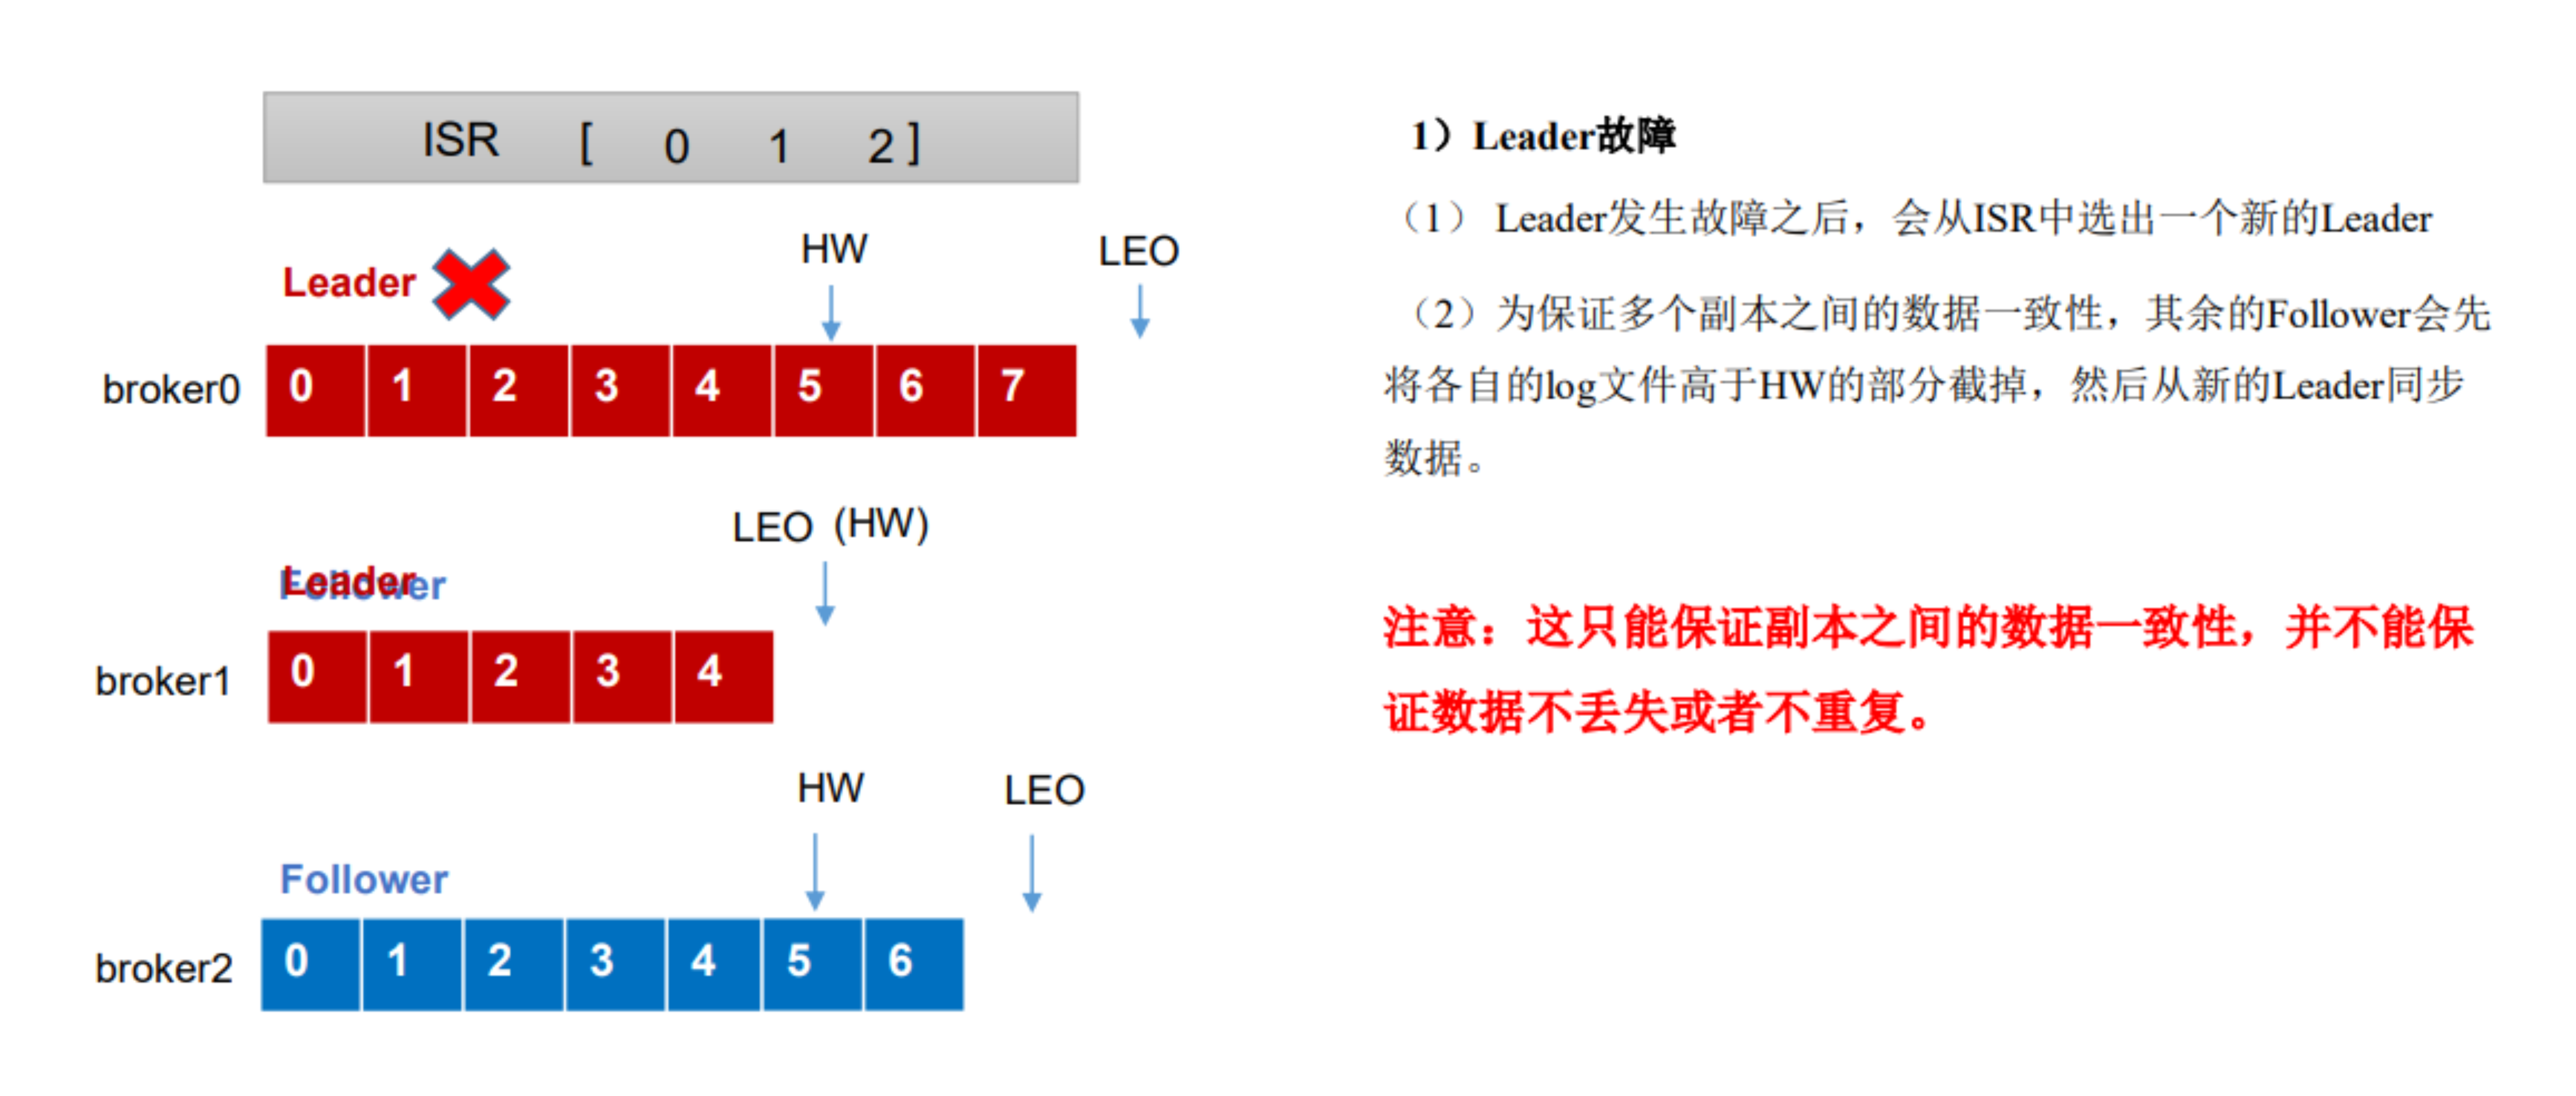 ISR [ 0 1 2 ]
HW LEO
Leader
broker0 0 1 2 3 4 5 6 7
LEO (HW)
Leader
Follower
broker1 0 1 2 3 4
HW LEO
Follower
broker2 0 1 2 3 4 5 6
1）Leader故障
（1） Leader发生故障之后，会从ISR中选出一个新的Leader
（2）为保证多个副本之间的数据一致性，其余的Follower会先
将各自的log文件高于HW的部分截掉，然后从新的Leader同步
数据。
注意：这只能保证副本之间的数据一致性，并不能保
证数据不丢失或者不重复。